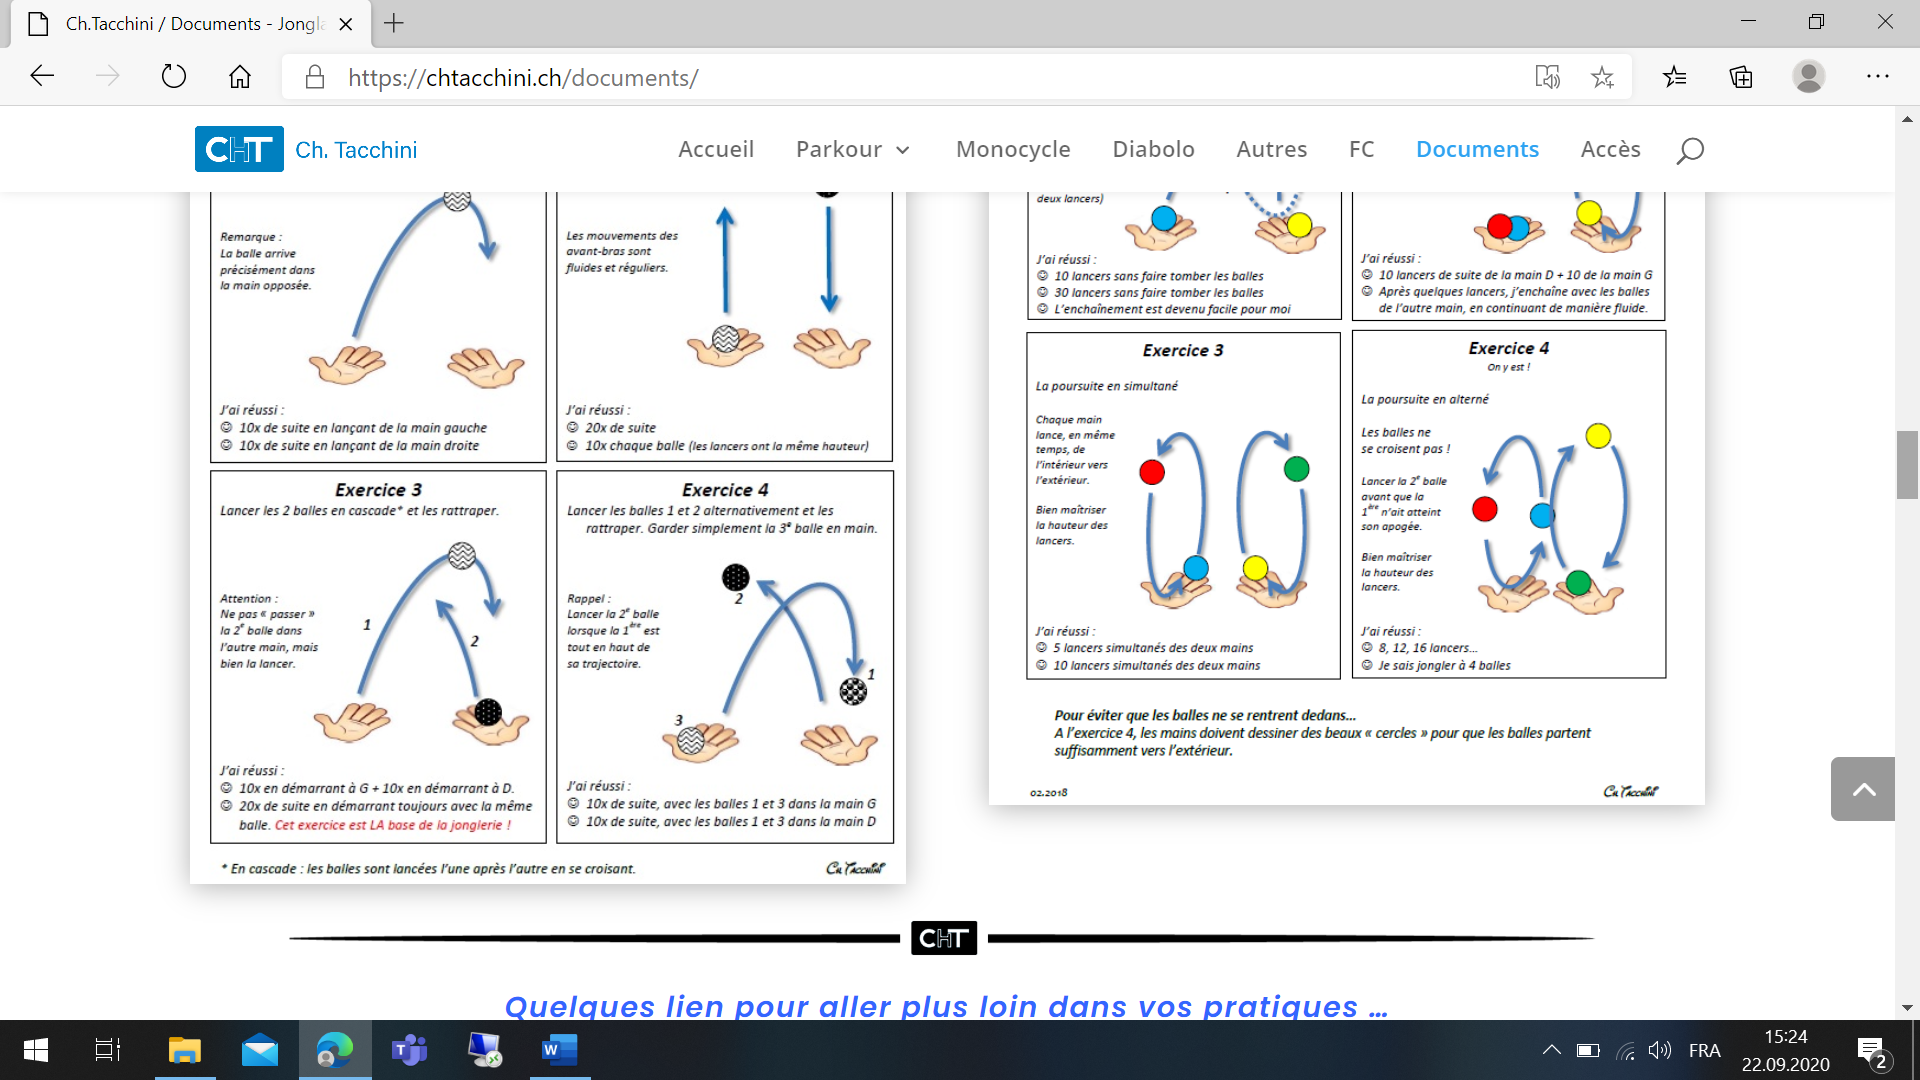 Ch.Tacchini / Documents - Jongla
https://chtacchini.ch/documents/
CHT Ch. Tacchini
Accueil Parkour Monocycle Diabolo Autres FC Documents Accès
Remarque :
La balle arrive
précisément dans
la main opposée.
J'ai réussi :
☺ 10x de suite en lançant de la main gauche
☺ 10x de suite en lançant de la main droite
Les mouvements des
avant-bras sont
fluides et réguliers.
J'ai réussi :
☺ 20x de suite
☺ 10x chaque balle (les lancers ont la même hauteur)
Exercice 3
Lancer les 2 balles en cascade* et les rattraper.
Attention :
Ne pas « passer »
la 2e balle dans
l'autre main, mais
bien la lancer.
1
2
J'ai réussi :
☺ 10x en démarrant à G + 10x en démarrant à D.
☺ 20x de suite en démarrant toujours avec la même
balle. Cet exercice est LA base de la jonglerie !
Exercice 4
Lancer les balles 1 et 2 alternativement et les
rattraper. Garder simplement la 3e balle en main.
Rappel :
Lancer la 2e balle
lorsque la 1ère est
tout en haut de
sa trajectoire.
2
1
3
J'ai réussi :
☺ 10x de suite, avec les balles 1 et 3 dans la main G
☺ 10x de suite, avec les balles 1 et 3 dans la main D
* En cascade : les balles sont lancées l'une après l'autre en se croisant.
Ch Tacchini
deux lancers)
J'ai réussi :
☺ 10 lancers sans faire tomber les balles
☺ 30 lancers sans faire tomber les balles
☺ L'enchaînement est devenu facile pour moi
J'ai réussi :
☺ 10 lancers de suite de la main D + 10 de la main G
☺ Après quelques lancers, j'enchaîne avec les balles
de l'autre main, en continuant de manière fluide.
Exercice 3
La poursuite en simultané
Chaque main
lance, en même
temps, de
l'intérieur vers
l'extérieur.
Bien maîtriser
la hauteur des
lancers.
J'ai réussi :
☺ 5 lancers simultanés des deux mains
☺ 10 lancers simultanés des deux mains
Exercice 4
On y est !
La poursuite en alterné
Les balles ne
se croisent pas !
Lancer la 2e balle
avant que la
1ère n'ait atteint
son apogée.
Bien maîtriser
la hauteur des
lancers.
J'ai réussi :
☺ 8, 12, 16 lancers...
☺ Je sais jongler à 4 balles
Pour éviter que les balles ne se rentrent dedans...
A l'exercice 4, les mains doivent dessiner des beaux « cercles » pour que les balles partent
suffisamment vers l'extérieur.
02.2018
Ch Tacchini
CHT
Quelques lien pour aller plus loin dans vos pratiques ...
FRA
15:24
22.09.2020
2